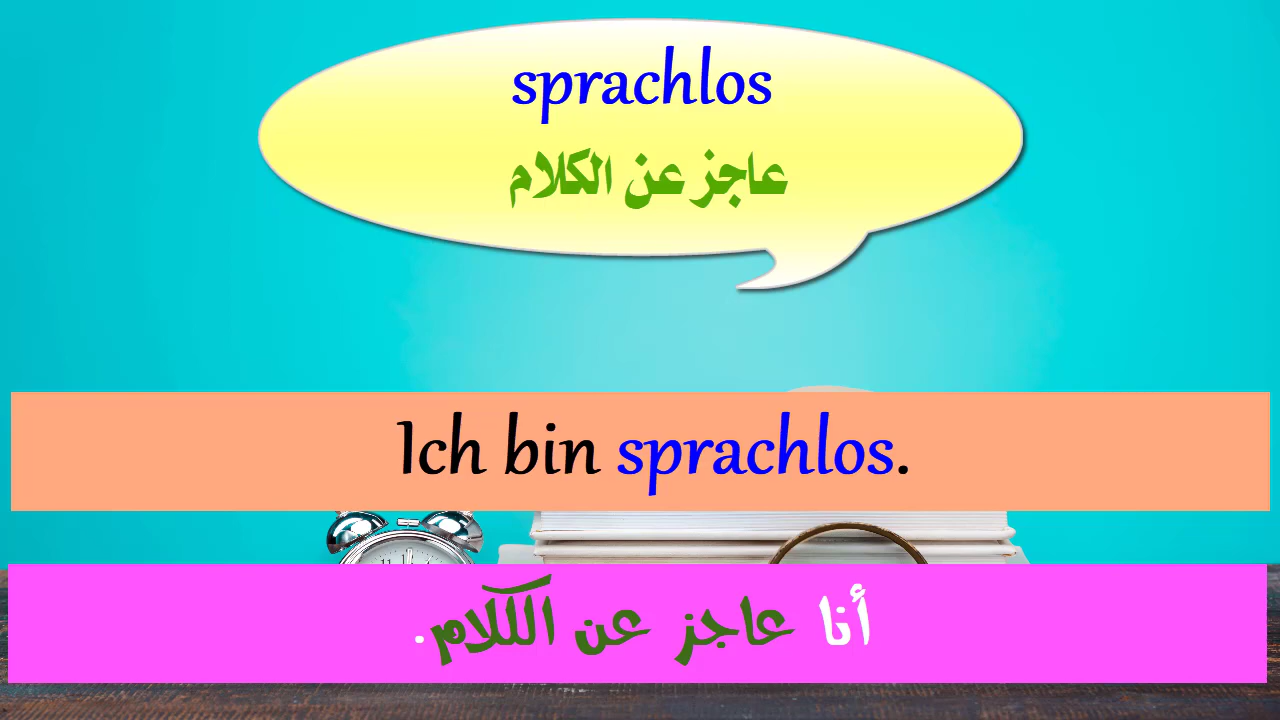 sprachlos
عاجز عن الكلام
Ich bin sprachlos.
أنا عاجز عن الكلام.